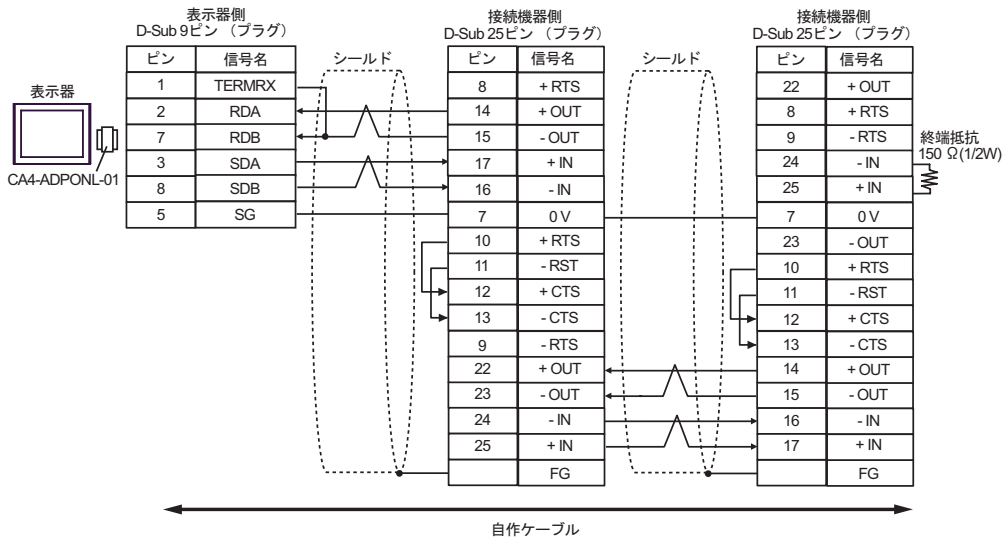 表示器
CA4-ADPONL-01
表示器側
D-Sub 9ピン （プラグ）
ピン 信号名
1 TERMRX
2 RDA
7 RDB
3 SDA
8 SDB
5 SG
シールド
接続機器側
D-Sub 25ピン （プラグ）
ピン 信号名
8 + RTS
14 + OUT
15 - OUT
17 + IN
16 - IN
7 0 V
10 + RTS
11 - RST
12 + CTS
13 - CTS
9 - RTS
22 + OUT
23 - OUT
24 - IN
25 + IN
FG
シールド
接続機器側
D-Sub 25ピン （プラグ）
ピン 信号名
22 + OUT
8 + RTS
9 - RTS
24 - IN
25 + IN
7 0 V
23 - OUT
10 + RTS
11 - RST
12 + CTS
13 - CTS
14 + OUT
15 - OUT
16 - IN
17 + IN
FG
終端抵抗
150 Ω(1/2W)
自作ケーブル